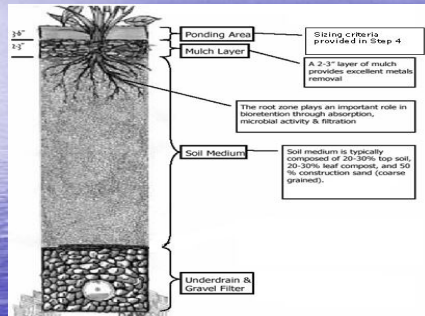 3-6"
Ponding Area
Sizing criteria
provided in Step 4
2-3"
Mulch Layer
A 2-3" layer of mulch
provides excellent metals
removal
The root zone plays an important role in
bioretention through absorption,
microbial activity & filtration
Soil Medium
Soil medium is typically
composed of 20-30% top soil,
20-30% leaf compost, and 50
% construction sand (coarse
grained).
Underdrain &
Gravel Filter